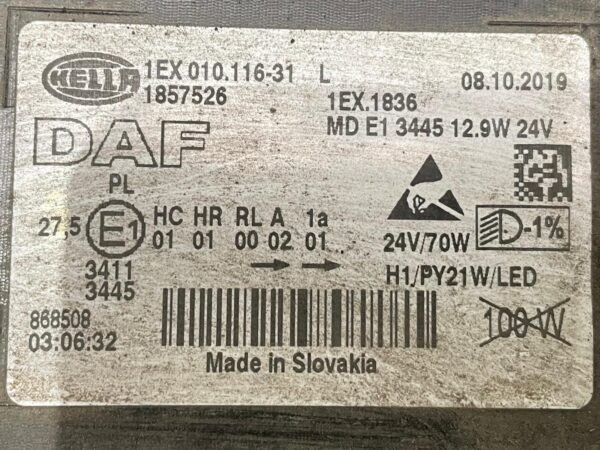 HELLA 1EX 010.116-31 L 08.10.2019
1857526 1EX.1836
MD E1 3445 12.9W 24V
DAF
PL
27,5 E1 HC HR RL A 1a
01 01 00 02 01
24V/70W -1%
3411
3445
H1/PY21W/LED
868508
03:06:32
100 W
Made in Slovakia